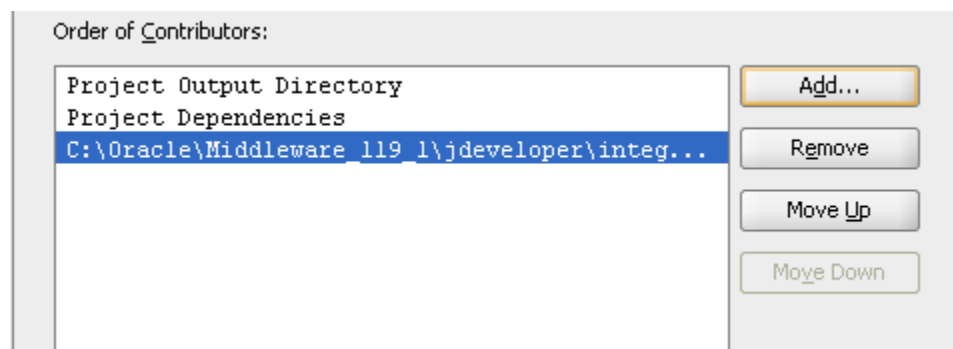 Order of Contributors:
Project Output Directory
Add...
Project Dependencies
C:\Oracle\Middleware_119_1\jdeveloper\integ...
Remove
Move Up
Move Down